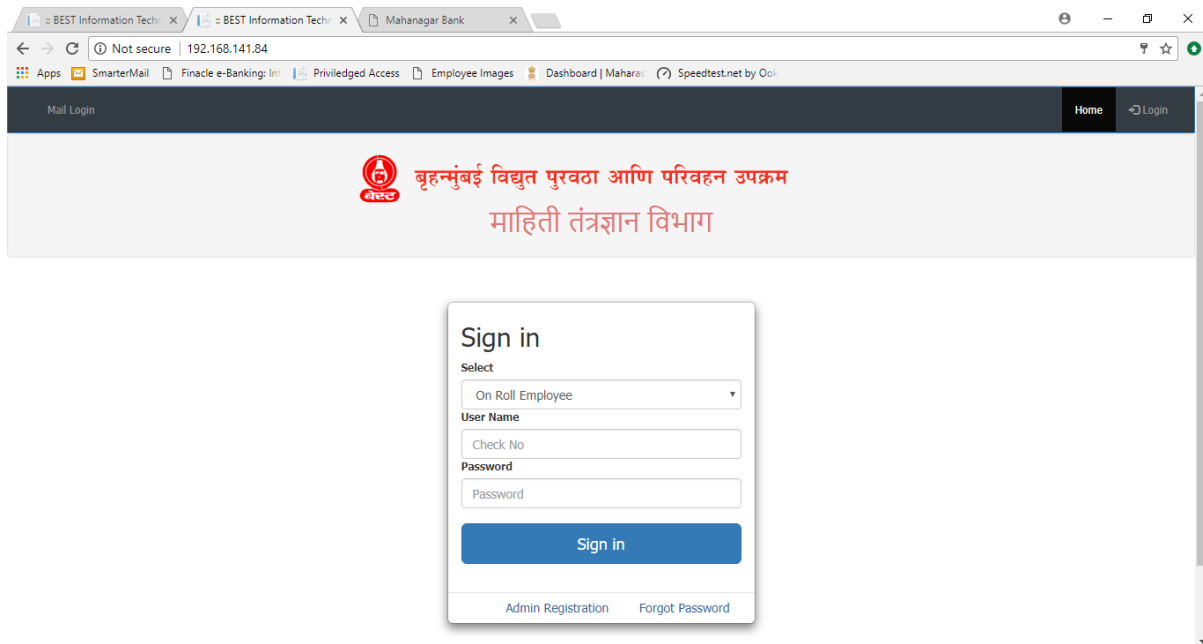 :: BEST Information Techn
:: BEST Information Techn
Mahanagar Bank
Not secure | 192.168.141.84
Apps SmarterMail Finacle e-Banking: Int Priviledged Access Employee Images Dashboard | Maharas Speedtest.net by Ook
Mail Login Home Login
बृहन्मुंबई विद्युत पुरवठा आणि परिवहन उपक्रम
बेस्ट
माहिती तंत्रज्ञान विभाग
Sign in
Select
On Roll Employee
User Name
Check No
Password
Password
Sign in
Admin Registration Forgot Password